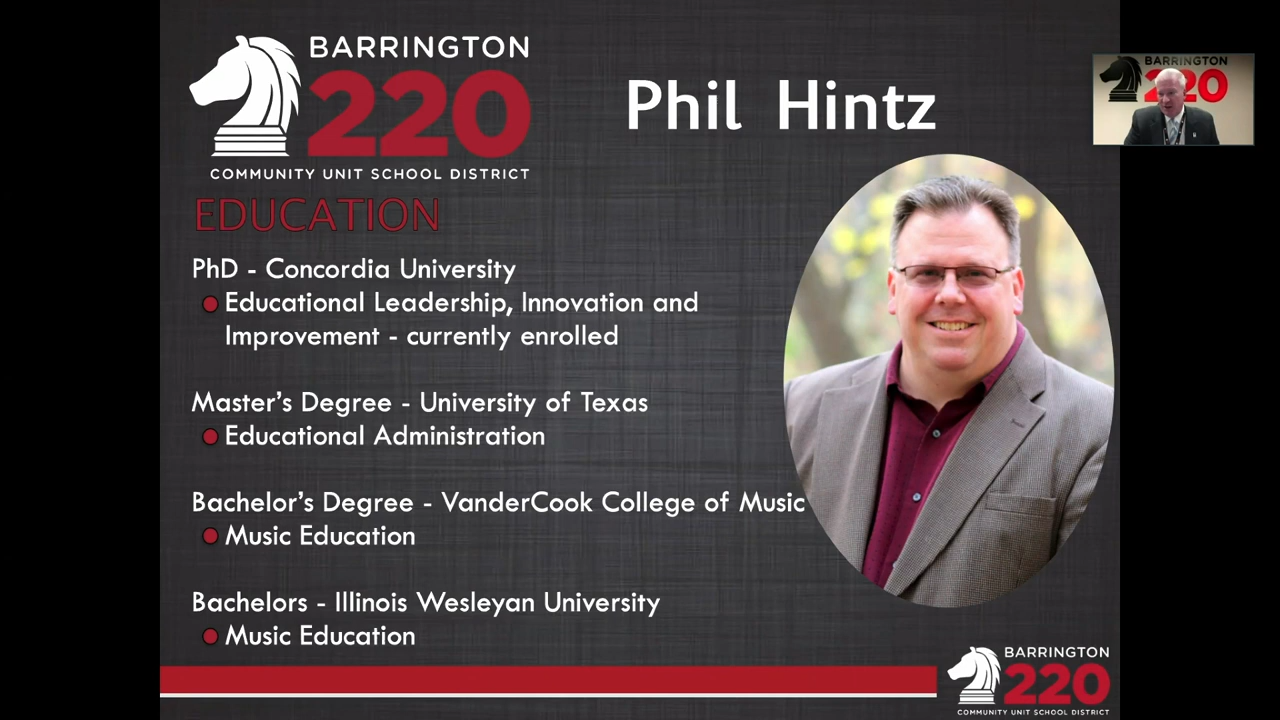 BARRINGTON
220
COMMUNITY UNIT SCHOOL DISTRICT
Phil Hintz
BARRINGTON
220
EDUCATION
PhD - Concordia University
Educational Leadership, Innovation and
Improvement - currently enrolled
Master's Degree - University of Texas
Educational Administration
Bachelor's Degree - VanderCook College of Music
Music Education
Bachelors - Illinois Wesleyan University
Music Education
BARRINGTON
220
COMMUNITY UNIT SCHOOL DISTRICT